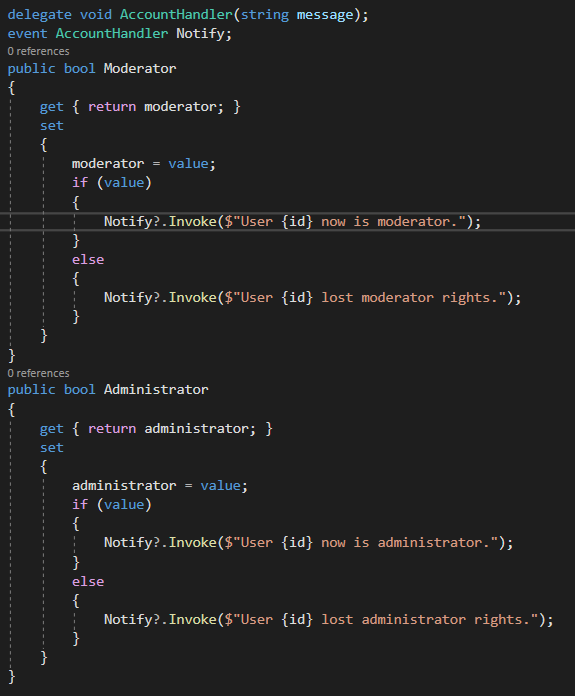 delegate void AccountHandler(string message);
event AccountHandler Notify;
0 references
public bool Moderator
{
    get { return moderator; }
    set
    {
        moderator = value;
        if (value)
        {
            Notify?.Invoke($"User {id} now is moderator.");
        }
        else
        {
            Notify?.Invoke($"User {id} lost moderator rights.");
        }
    }
}
0 references
public bool Administrator
{
    get { return administrator; }
    set
    {
        administrator = value;
        if (value)
        {
            Notify?.Invoke($"User {id} now is administrator.");
        }
        else
        {
            Notify?.Invoke($"User {id} lost administrator rights.");
        }
    }
}